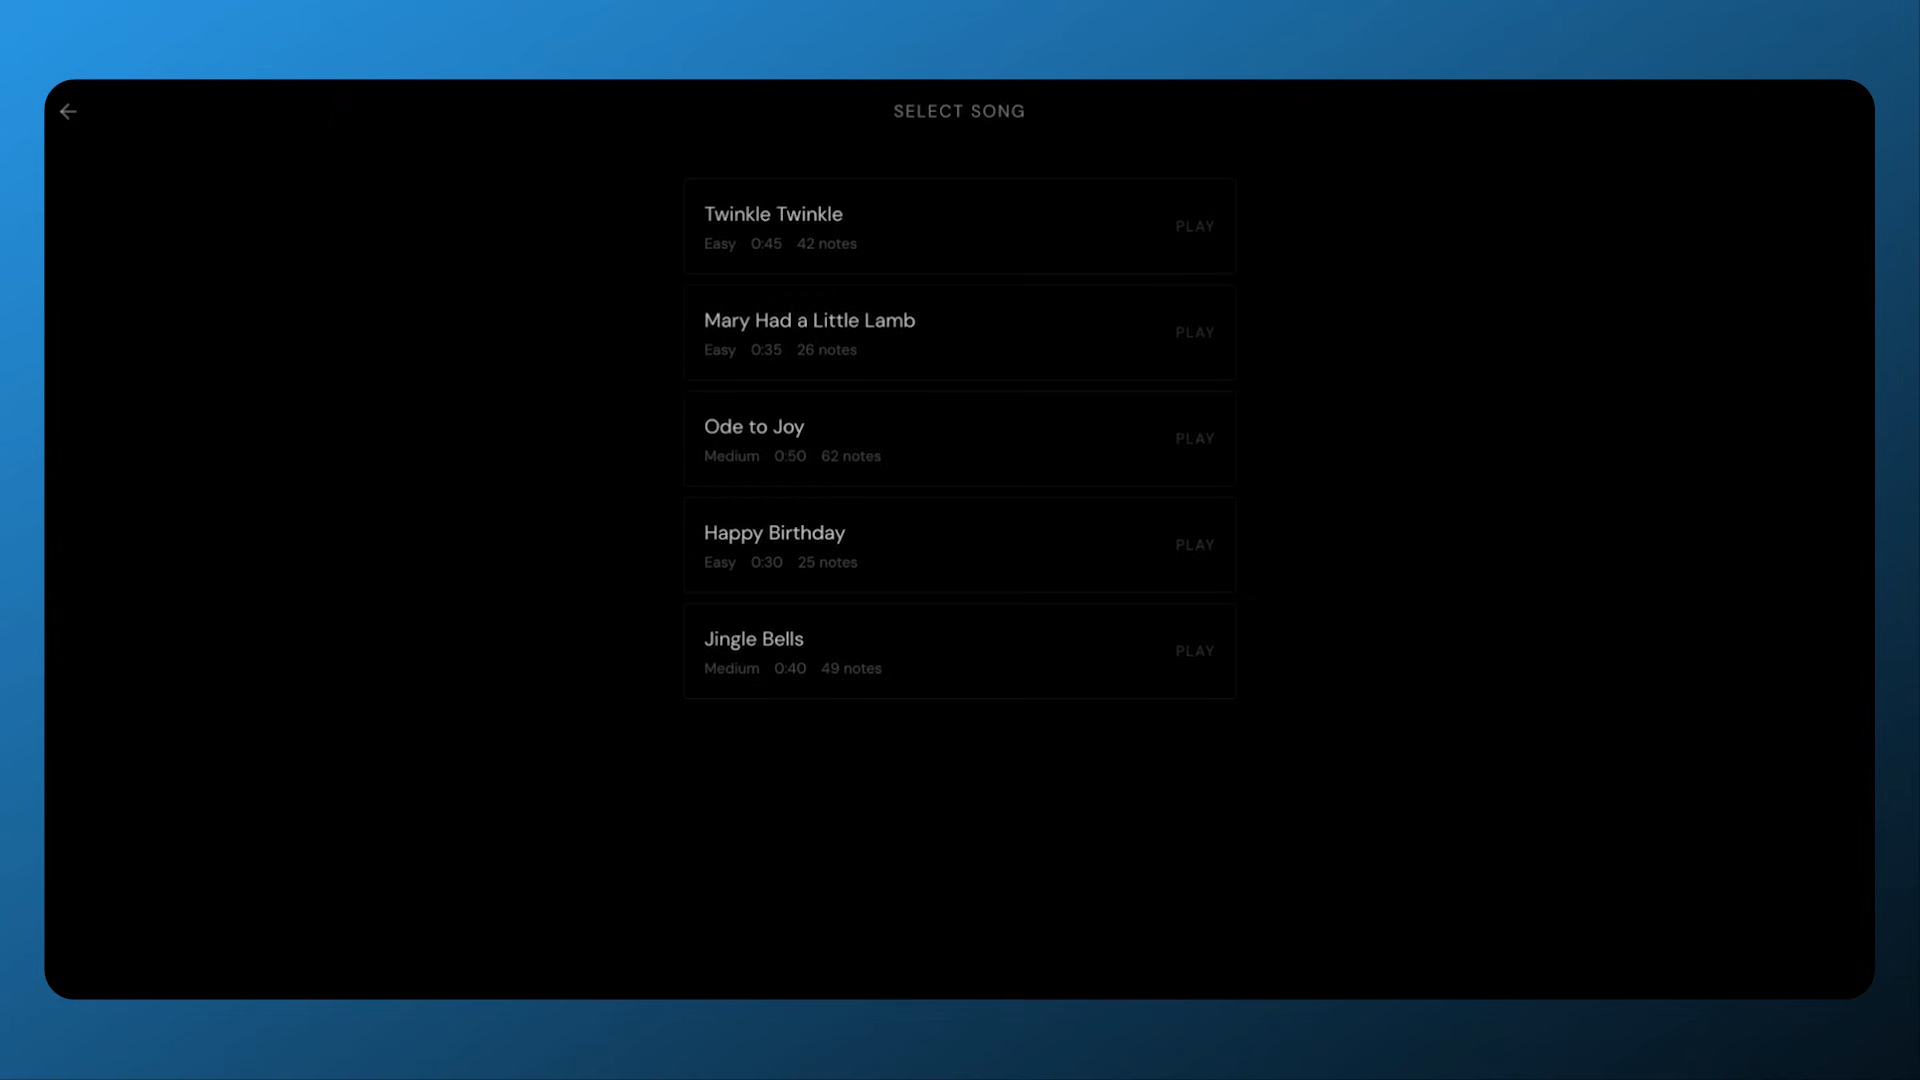 SELECT SONG
Twinkle Twinkle
Easy 0:45 42 notes
PLAY
Mary Had a Little Lamb
Easy 0:35 26 notes
PLAY
Ode to Joy
Medium 0:50 62 notes
PLAY
Happy Birthday
Easy 0:30 25 notes
PLAY
Jingle Bells
Medium 0:40 49 notes
PLAY